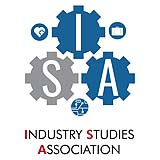 I
S A
INDUSTRY STUDIES
ASSOCIATION